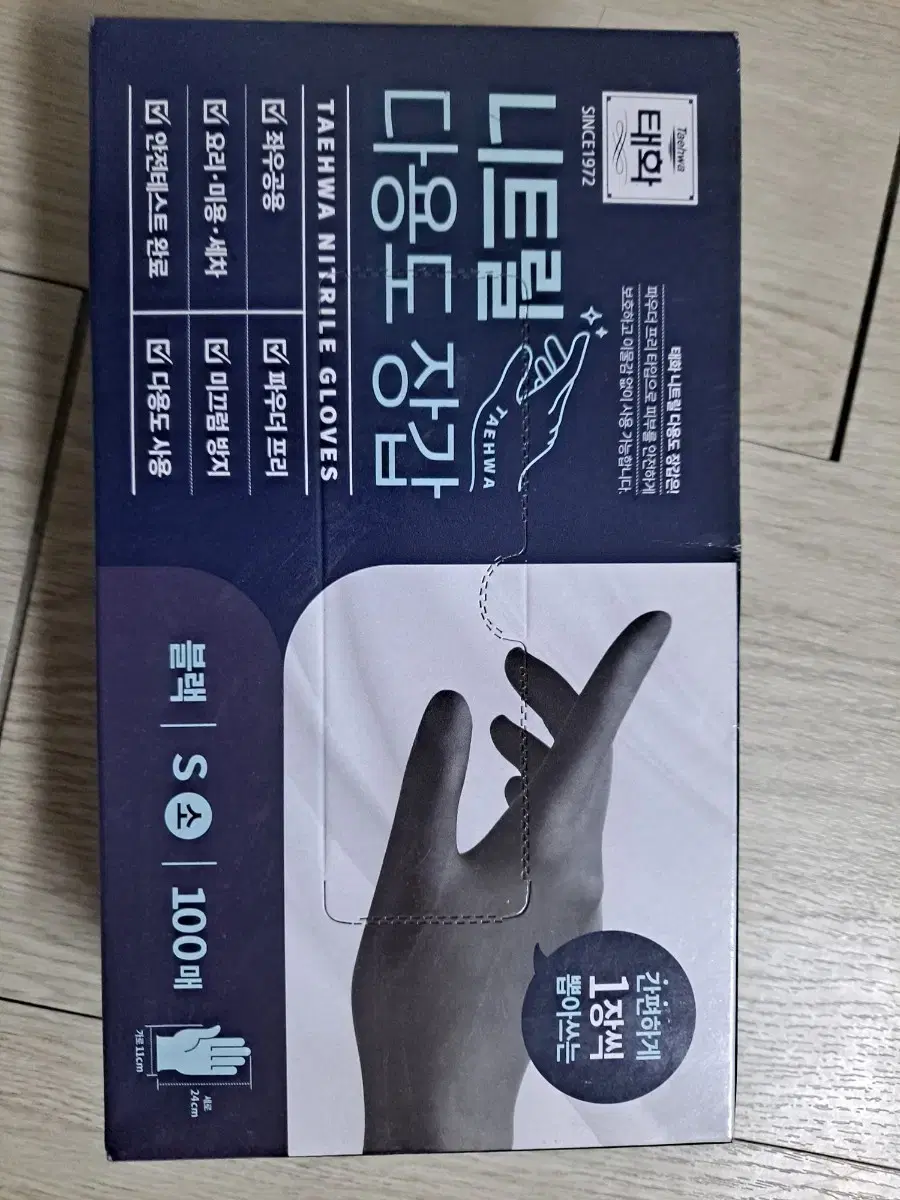 Taehwa
태화
SINCE1972
니트릴
다용도 장갑
TAEHWA
TAEHWA NITRILE GLOVES
좌우공용
파우더 프리
요리·미용·세차
미끄럼 방지
안전테스트 완료
다용도 사용
태화 니트릴 다용도 장갑은!
파우더 프리 타입으로 피부를 안전하게
보호하고 이물감 없이 사용 가능합니다.
간편하게
1장씩
뽑아쓰는
블랙 | S 소 | 100매
가로 11cm
세로
24cm